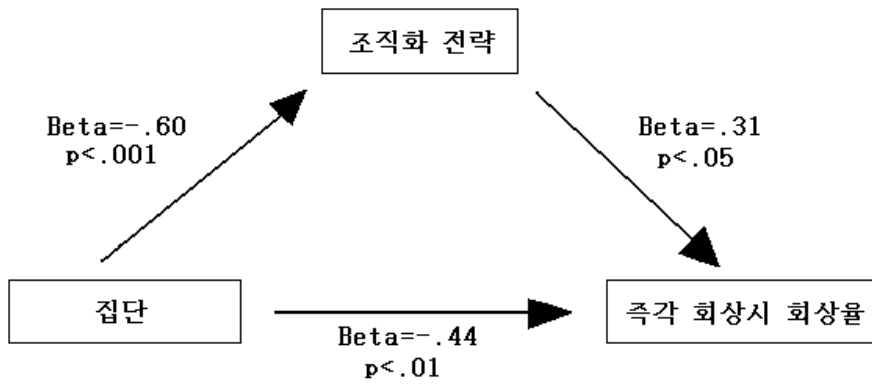 조직화 전략
Beta=-.60
p<.001
Beta=.31
p<.05
집단
즉각 회상시 회상율
Beta=-.44
p<.01